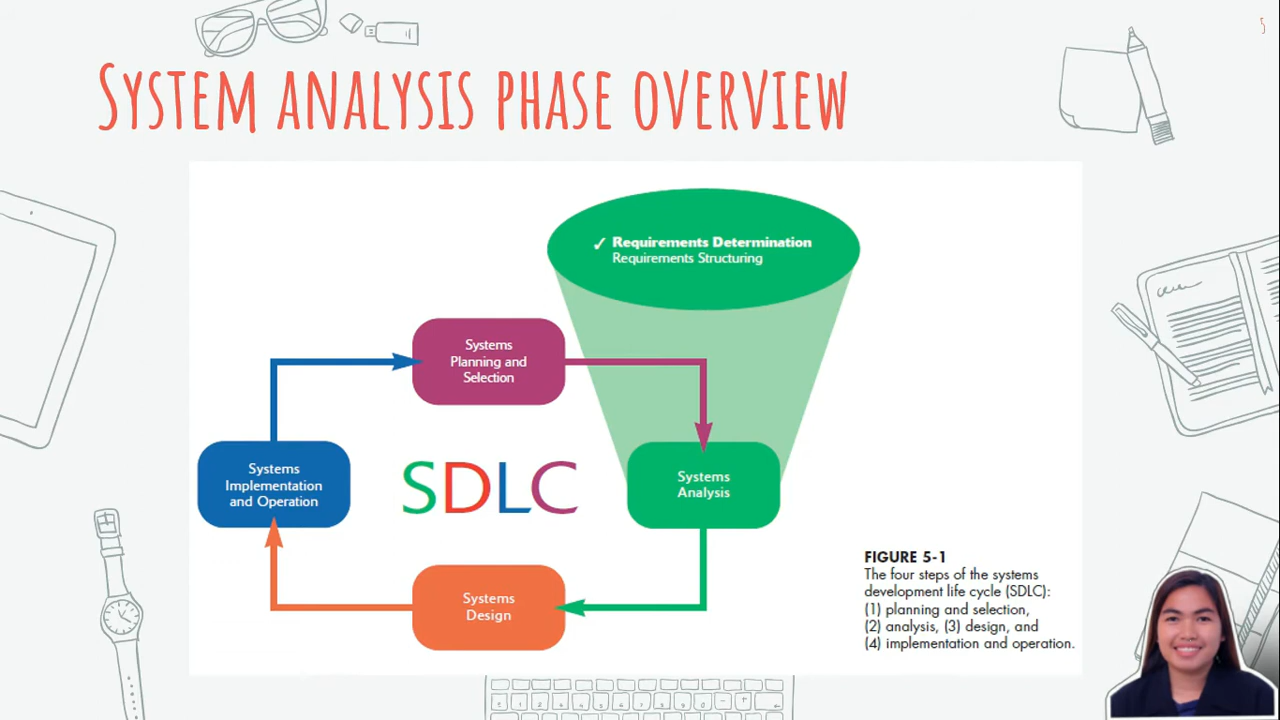 5
System analysis phase overview
✓ Requirements Determination
Requirements Structuring
Systems
Planning and
Selection
Systems
Implementation
and Operation
SDLC
Systems
Analysis
Systems
Design
FIGURE 5-1
The four steps of the systems
development life cycle (SDLC):
(1) planning and selection,
(2) analysis, (3) design, and
(4) implementation and operation.